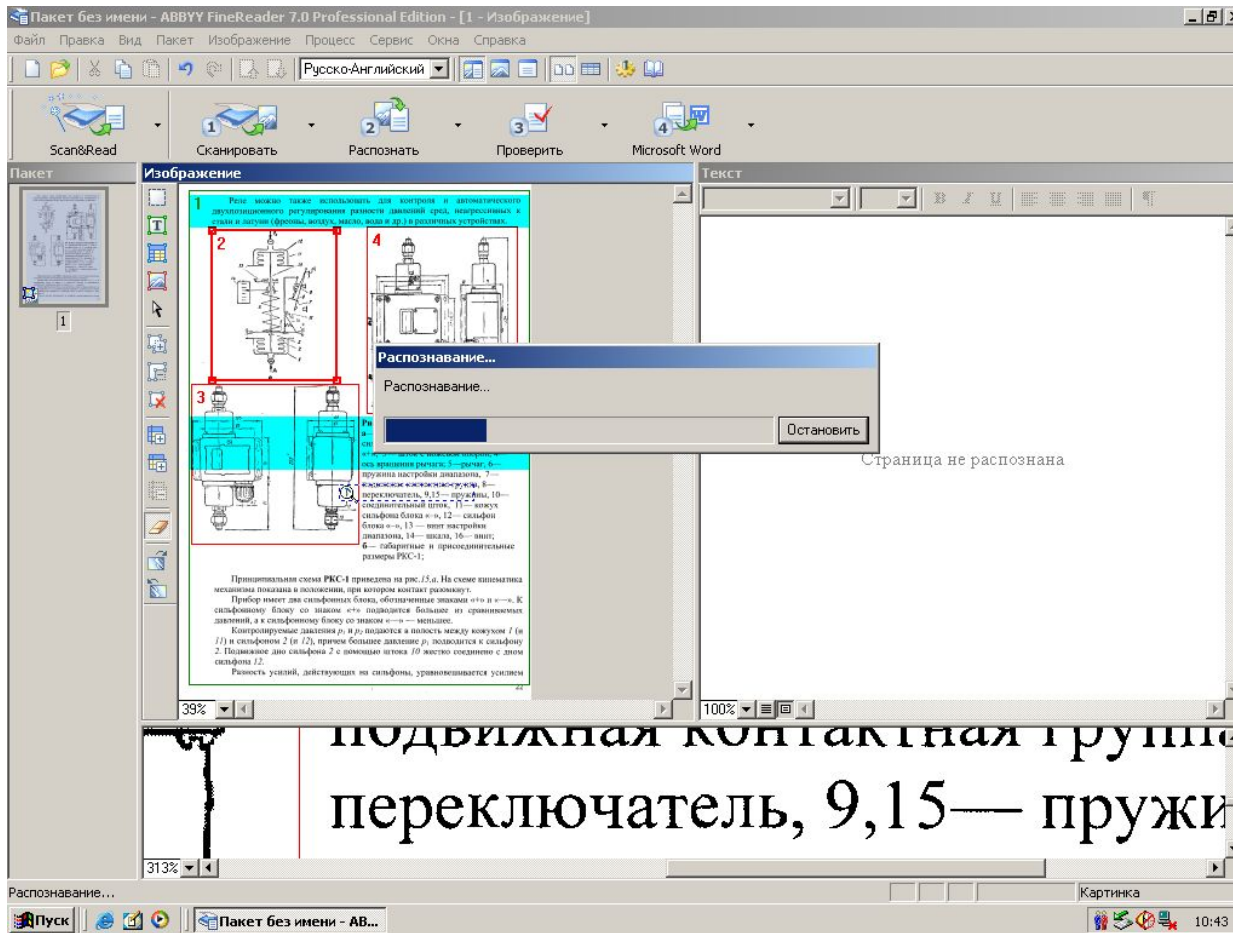 Пакет без имени - ABBYY FineReader 7.0 Professional Edition - [1 - Изображение]
Файл Правка Вид Пакет Изображение Процесс Сервис Окна Справка
Русско-Английский
1 2 3 4
Scan&Read Сканировать Распознать Проверить Microsoft Word
Пакет
1
Изображение
1 Реле можно также использовать для контроля и автоматического
двухпозиционного регулирования разности давлений сред, неагрессивных к
стали и латуни (фреоны, воздух, масло, вода и др.) в различных устройствах.
2
4
3
ось вращения рычага; 5—рычаг, 6—
пружина настройки диапазона, 7—
подвижная контактная группа, 8—
переключатель, 9,15— пружины, 10—
соединительный шток, 11— кожух
сильфона блока «-», 12— сильфон
блока «-», 13 — винт настройки
диапазона, 14— шкала, 16— винт;
б— габаритные и присоединительные
размеры РКС-1;
Принципиальная схема РКС-1 приведена на рис.15,а. На схеме кинематика
механизма показана в положении, при котором контакт разомкнут.
Прибор имеет два сильфонных блока, обозначенные знаками «+» и «—». К
сильфонному блоку со знаком «+» подводится большее из сравниваемых
давлений, а к сильфонному блоку со знаком «—» — меньшее.
Контролируемые давления p₁ и p₂ подаются в полость между кожухом 1 (и
11) и сильфоном 2 (и 12), причем большее давление p₁ подводится к сильфону
2. Подвижное дно сильфона 2 с помощью штока 10 жестко соединено с дном
сильфона 12.
Разность усилий, действующих на сильфоны, уравновешивается усилием
39%
Распознавание...
Распознавание...
Остановить
Текст
Страница не распознана
100%
подвижная контактная группа
переключатель, 9,15— пружи
313%
Распознавание...
Картинка
Пуск
Пакет без имени - AB...
10:43